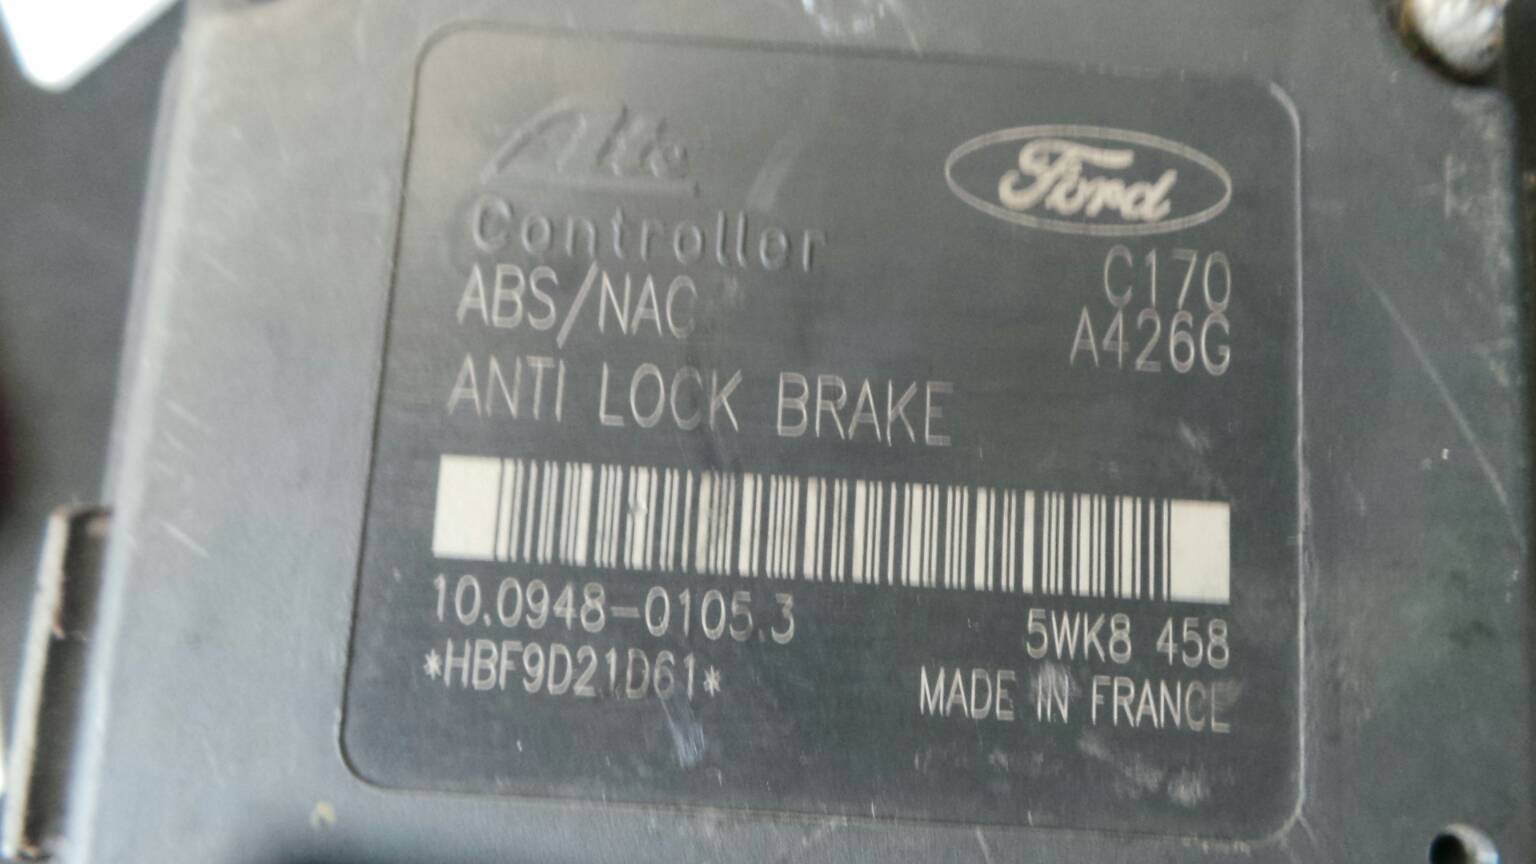 Ate
Controller
Ford
ABS/NAC
C170
A426G
ANTI LOCK BRAKE
10.0948-0105.3
5WK8 458
*HBF9D21D61*
MADE IN FRANCE